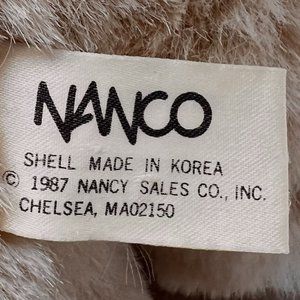 NANCO
SHELL MADE IN KOREA
© 1987 NANCY SALES CO., INC.
CHELSEA, MA02150